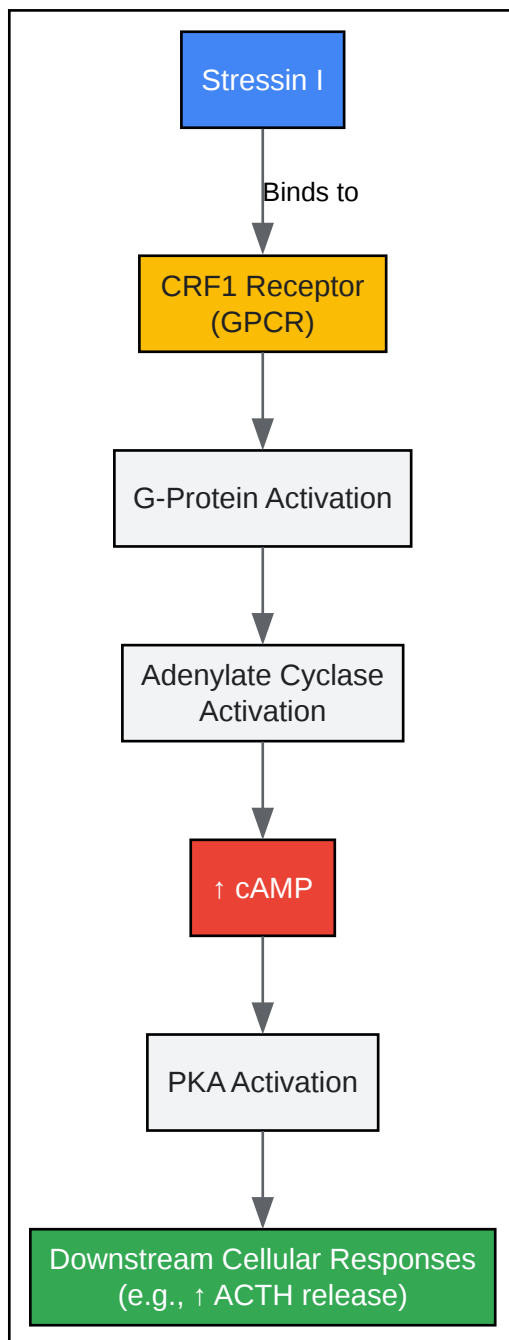 Stressin I
Binds to
CRF1 Receptor
(GPCR)
G-Protein Activation
Adenylate Cyclase
Activation
↑ cAMP
PKA Activation
Downstream Cellular Responses
(e.g., ↑ ACTH release)